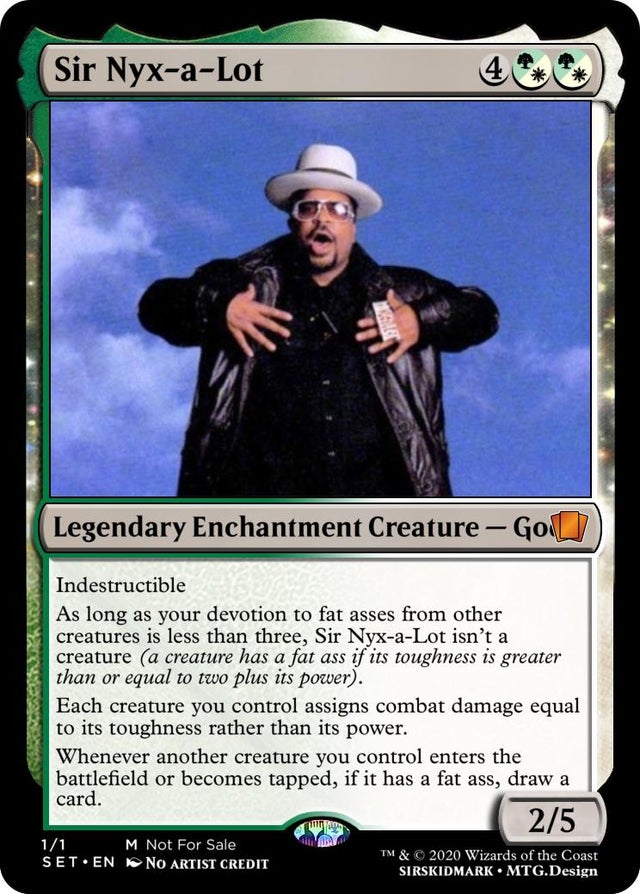 Sir Nyx-a-Lot 4
Legendary Enchantment Creature — Go
Indestructible
As long as your devotion to fat asses from other
creatures is less than three, Sir Nyx-a-Lot isn't a
creature (a creature has a fat ass if its toughness is greater
than or equal to two plus its power).
Each creature you control assigns combat damage equal
to its toughness rather than its power.
Whenever another creature you control enters the
battlefield or becomes tapped, if it has a fat ass, draw a
card.
2/5
1/1 M Not For Sale
SET • EN NO ARTIST CREDIT
™ & © 2020 Wizards of the Coast
SIRSKIDMARK • MTG.Design